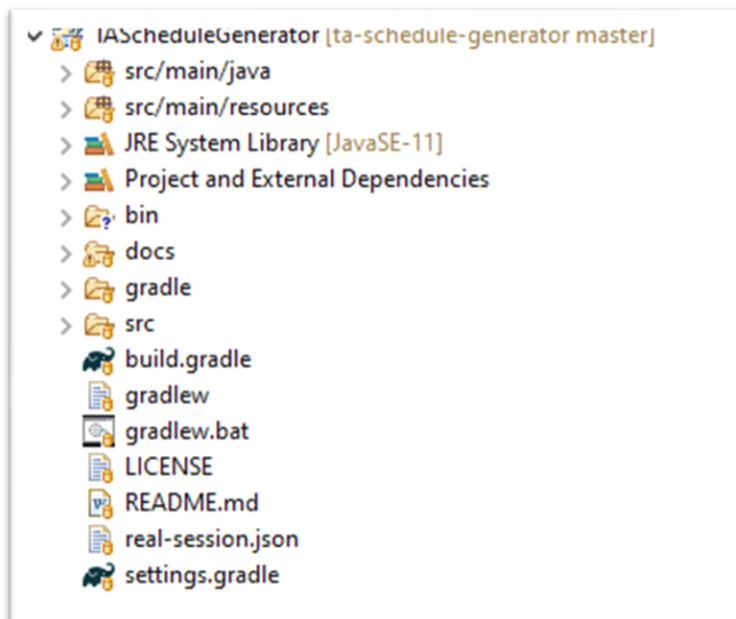 TAScheduleGenerator [ta-schedule-generator master]
src/main/java
src/main/resources
JRE System Library [JavaSE-11]
Project and External Dependencies
bin
docs
gradle
src
build.gradle
gradlew
gradlew.bat
LICENSE
README.md
real-session.json
settings.gradle